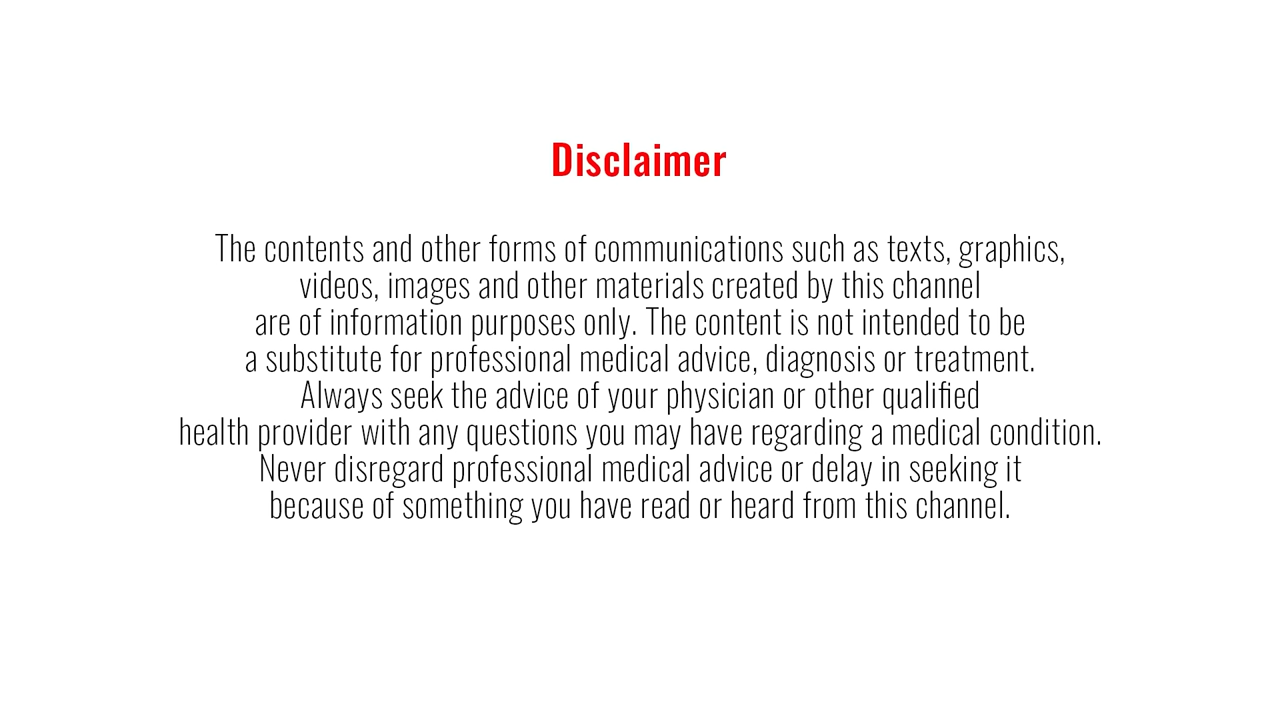 Disclaimer
The contents and other forms of communications such as texts, graphics,
videos, images and other materials created by this channel
are of information purposes only. The content is not intended to be
a substitute for professional medical advice, diagnosis or treatment.
Always seek the advice of your physician or other qualified
health provider with any questions you may have regarding a medical condition.
Never disregard professional medical advice or delay in seeking it
because of something you have read or heard from this channel.